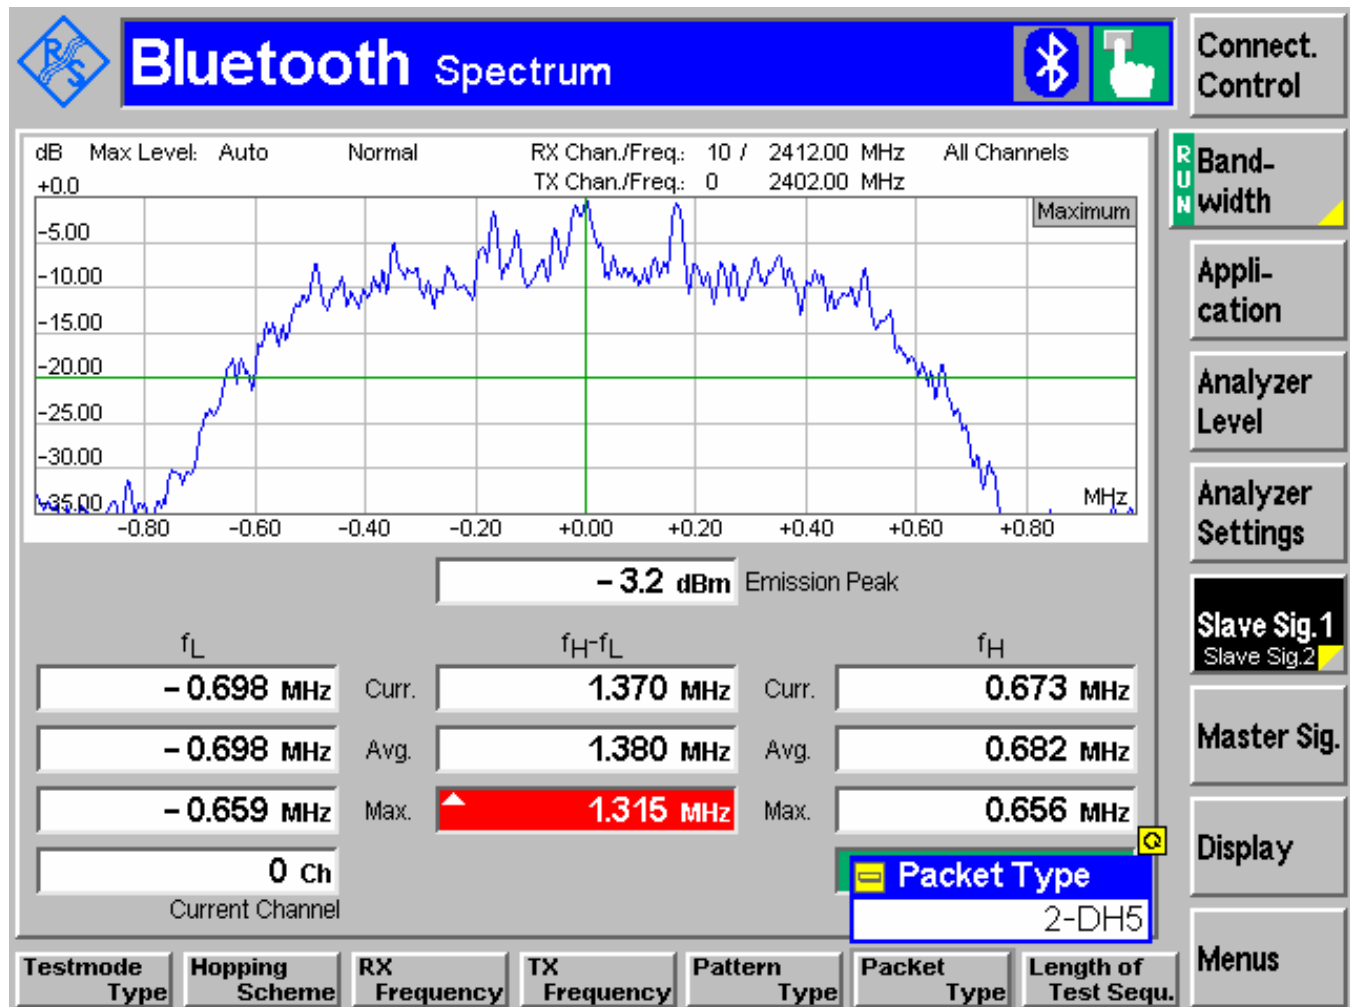 R S
Bluetooth Spectrum
Connect.
Control
dB Max Level: Auto Normal RX Chan./Freq.: 10 / 2412.00 MHz All Channels
+0.0 TX Chan./Freq.: 0 2402.00 MHz
Maximum
-5.00
-10.00
-15.00
-20.00
-25.00
-30.00
-35.00
MHz
-0.80 -0.60 -0.40 -0.20 +0.00 +0.20 +0.40 +0.60 +0.80
- 3.2 dBm Emission Peak
fL fH-fL fH
- 0.698 MHz Curr. 1.370 MHz Curr. 0.673 MHz
- 0.698 MHz Avg. 1.380 MHz Avg. 0.682 MHz
- 0.659 MHz Max. 1.315 MHz Max. 0.656 MHz
0 Ch
Current Channel
Packet Type
2-DH5
RUN
Band-
width
Appli-
cation
Analyzer
Level
Analyzer
Settings
Slave Sig.1
Slave Sig.2
Master Sig.
Display
Menus
Testmode
Type
Hopping
Scheme
RX
Frequency
TX
Frequency
Pattern
Type
Packet
Type
Length of
Test Sequ.